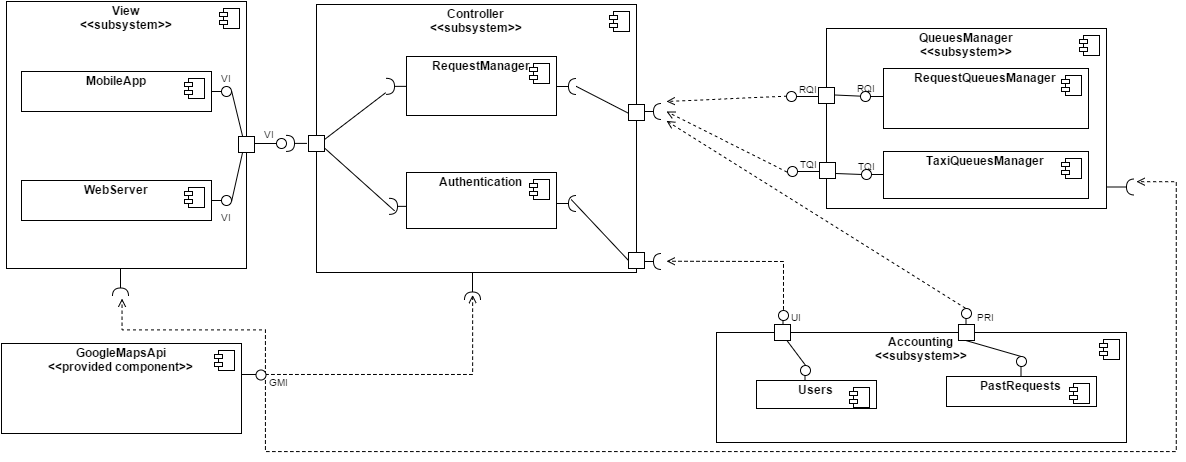 View
<<subsystem>>
MobileApp
VI
WebServer
VI
VI
Controller
<<subsystem>>
RequestManager
Authentication
QueuesManager
<<subsystem>>
RequestQueuesManager
RQI
RQI
TaxiQueuesManager
TQI
TQI
GoogleMapsApi
<<provided component>>
GMI
UI
PRI
Accounting
<<subsystem>>
Users
PastRequests